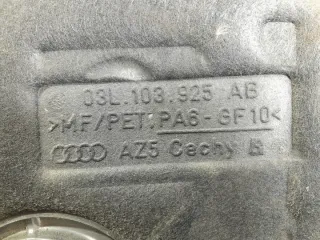 03L.103.925 AB
>MF/PET.PA6-GF10<
AZ5 Cechy